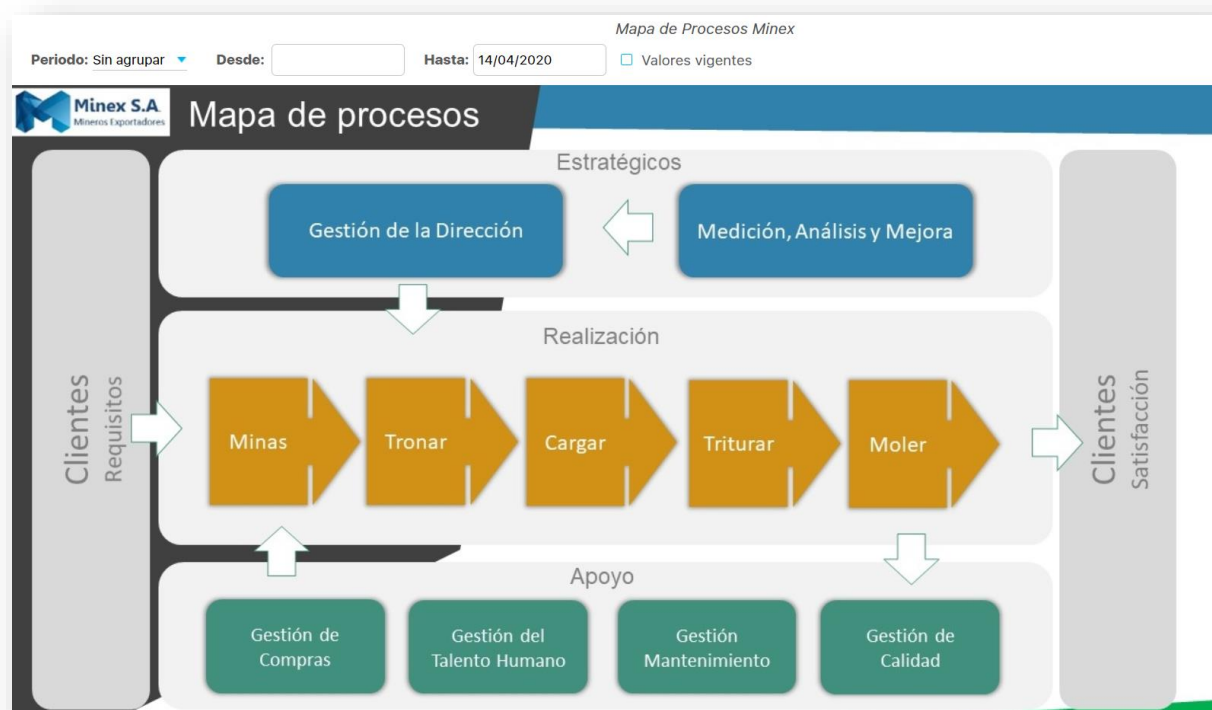 Mapa de Procesos Minex
Periodo: Sin agrupar Desde: Hasta: 14/04/2020 Valores vigentes
Minex S.A.
Mineros Exportadores
Mapa de procesos
Estratégicos
Gestión de la Dirección
Medición, Análisis y Mejora
Clientes
Requisitos
Realización
Minas
Tronar
Cargar
Triturar
Moler
Clientes
Satisfacción
Apoyo
Gestión de
Compras
Gestión del
Talento Humano
Gestión
Mantenimiento
Gestión de
Calidad